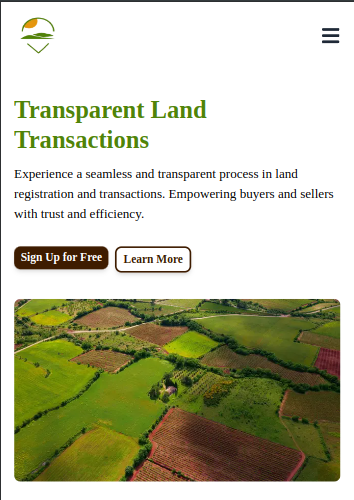 Transparent Land
Transactions
Experience a seamless and transparent process in land
registration and transactions. Empowering buyers and sellers
with trust and efficiency.
Sign Up for Free
Learn More